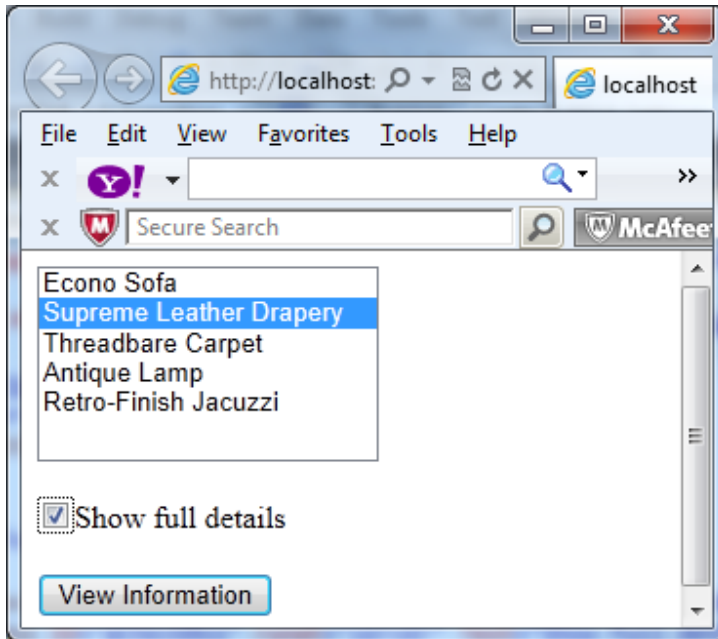 http://localhost:
localhost
File Edit View Favorites Tools Help
Y!
Secure Search
McAfee
Econo Sofa
Supreme Leather Drapery
Threadbare Carpet
Antique Lamp
Retro-Finish Jacuzzi
Show full details
View Information